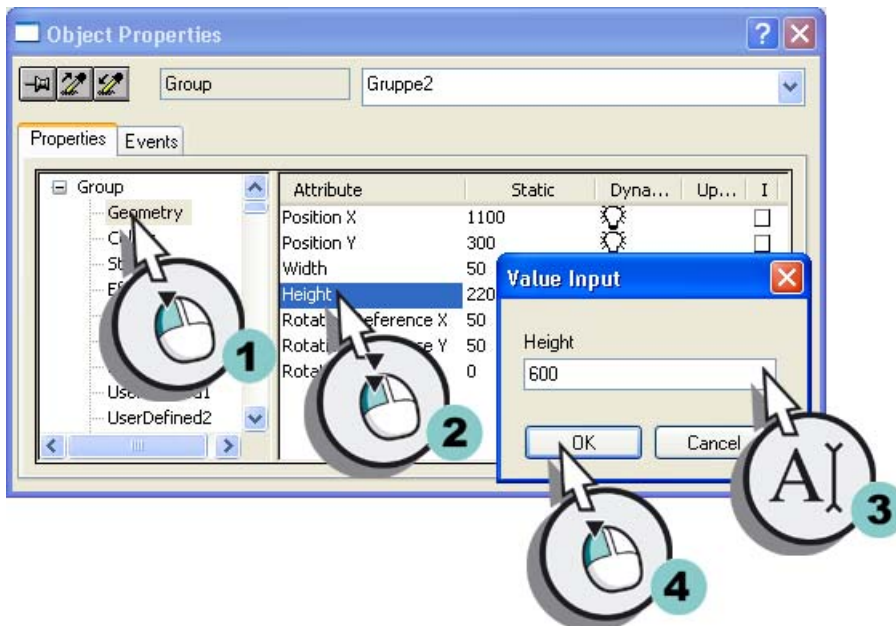 Object Properties
Group
Gruppe2
Properties Events
Group
Geometry
UserDefined2
Attribute Static Dyna... Up... I
Position X 1100
Position Y 300
Width 50
Height 220
X 50
Y 50
0
Value Input
Height
600
OK Cancel
A
1
2
3
4